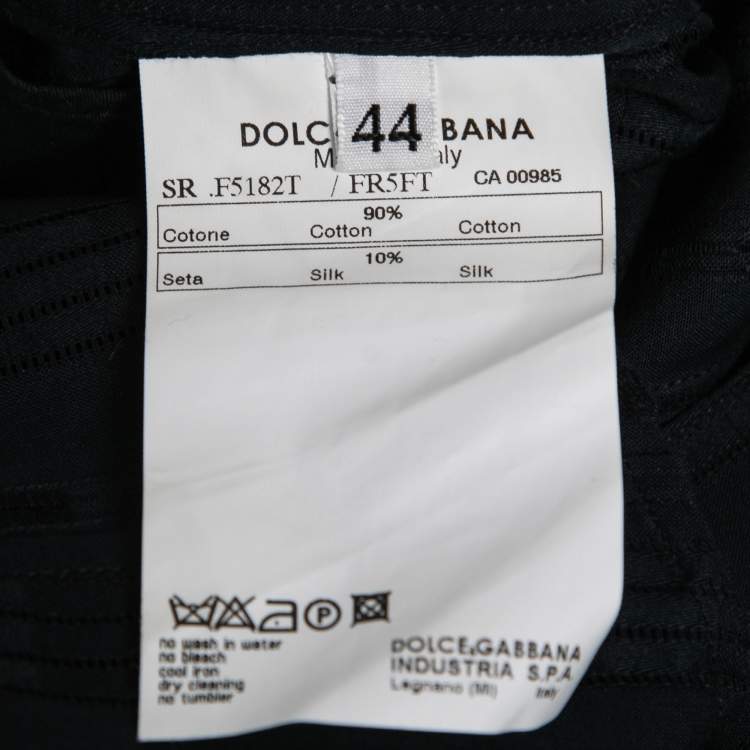 DOLC 44 BANA
M aly
SR .F5182T / FR5FT CA 00985
90%
Cotone Cotton Cotton
10%
Seta Silk Silk
P
no wash in water
no bleach
cool iron
dry cleaning
no tumbler
DOLCE&GABBANA
INDUSTRIA S.P.A
Legnano (MI) Italy